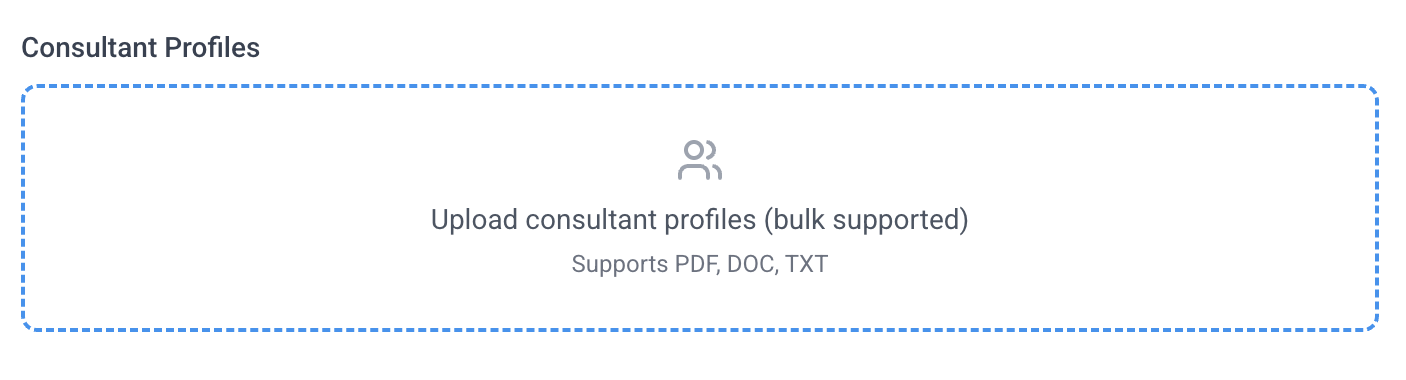 Consultant Profiles
Upload consultant profiles (bulk supported)
Supports PDF, DOC, TXT